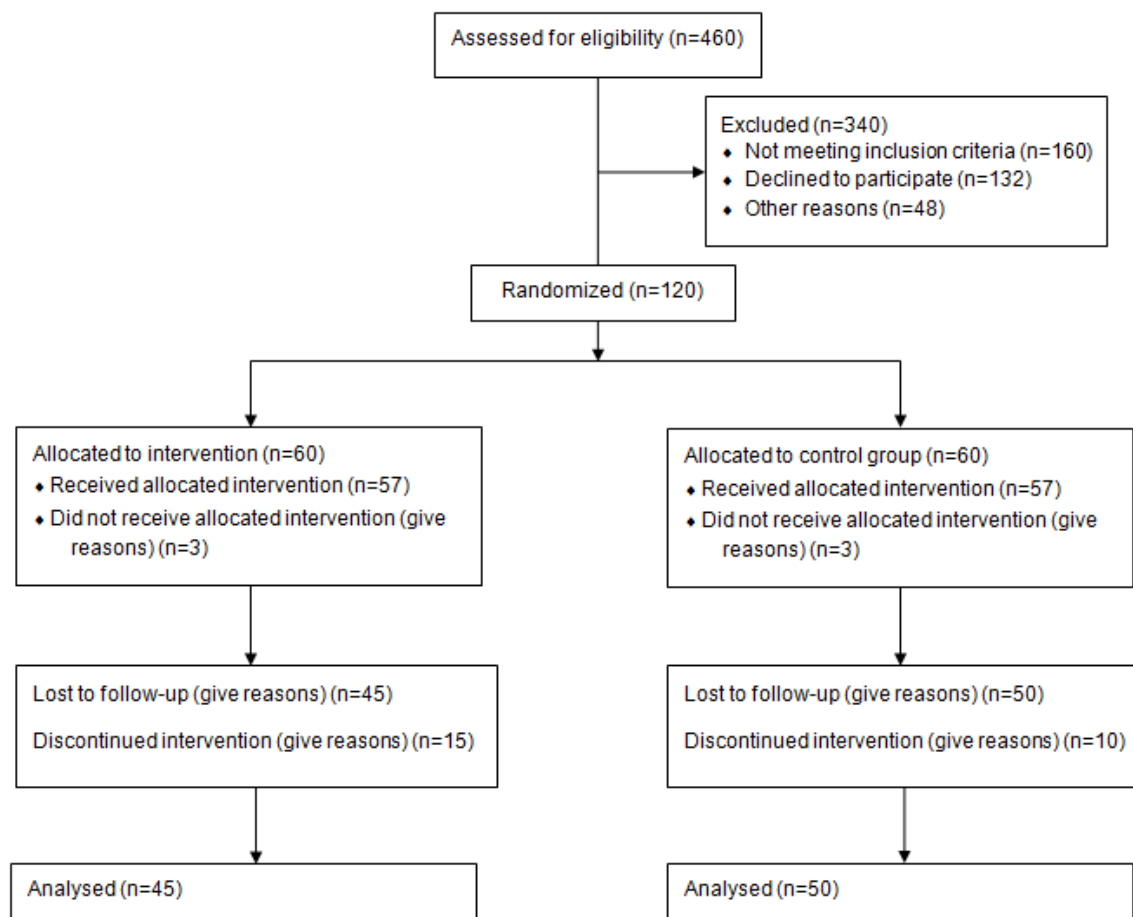 Assessed for eligibility (n=460)
Excluded (n=340)
♦ Not meeting inclusion criteria (n=160)
♦ Declined to participate (n=132)
♦ Other reasons (n=48)
Randomized (n=120)
Allocated to intervention (n=60)
♦ Received allocated intervention (n=57)
♦ Did not receive allocated intervention (give
reasons) (n=3)
Allocated to control group (n=60)
♦ Received allocated intervention (n=57)
♦ Did not receive allocated intervention (give
reasons) (n=3)
Lost to follow-up (give reasons) (n=45)
Discontinued intervention (give reasons) (n=15)
Lost to follow-up (give reasons) (n=50)
Discontinued intervention (give reasons) (n=10)
Analysed (n=45)
Analysed (n=50)